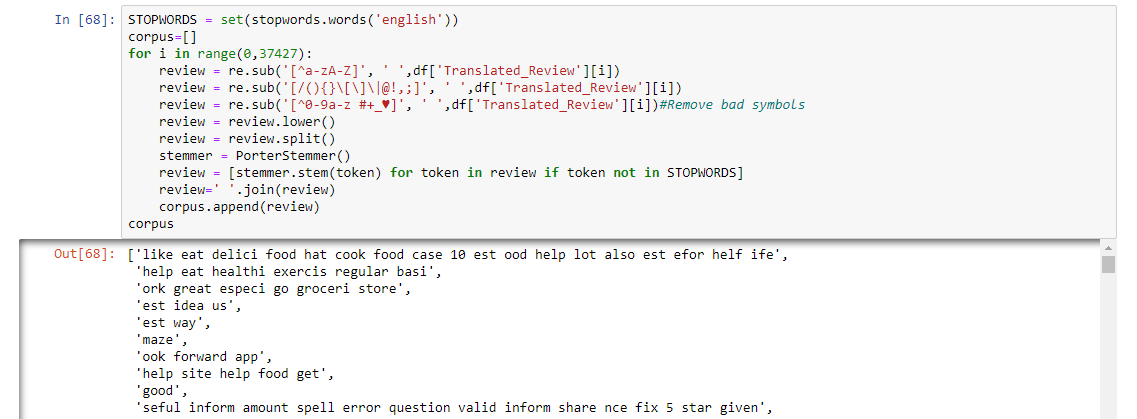 In [68]: STOPWORDS = set(stopwords.words('english'))
corpus=[]
for i in range(0,37427):
    review = re.sub('[^a-zA-Z]', ' ',df['Translated_Review'][i])
    review = re.sub('[/(){}\[\]\|@!,;]', ' ',df['Translated_Review'][i])
    review = re.sub('[^0-9a-z #+_♥]', ' ',df['Translated_Review'][i])#Remove bad symbols
    review = review.lower()
    review = review.split()
    stemmer = PorterStemmer()
    review = [stemmer.stem(token) for token in review if token not in STOPWORDS]
    review=' '.join(review)
    corpus.append(review)
corpus
Out[68]: ['like eat delici food hat cook food case 10 est ood help lot also est efor helf ife',
'help eat healthi exercis regular basi',
'ork great especi go groceri store',
'est idea us',
'est way',
'maze',
'ook forward app',
'help site help food get',
'good',
'seful inform amount spell error question valid inform share nce fix 5 star given',